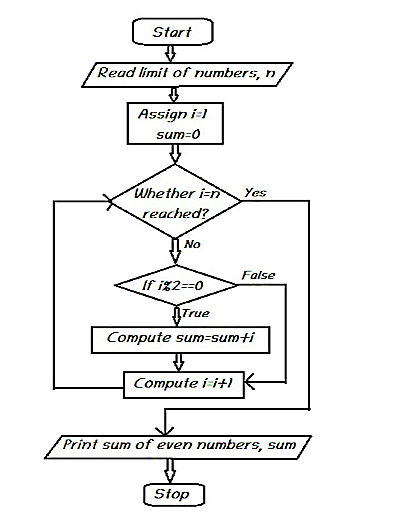 Start
Read limit of numbers, n
Assign i=1
sum=0
Whether i=n
reached?
Yes
No
If i%2==0
False
True
Compute sum=sum+i
Compute i=i+1
Print sum of even numbers, sum
Stop